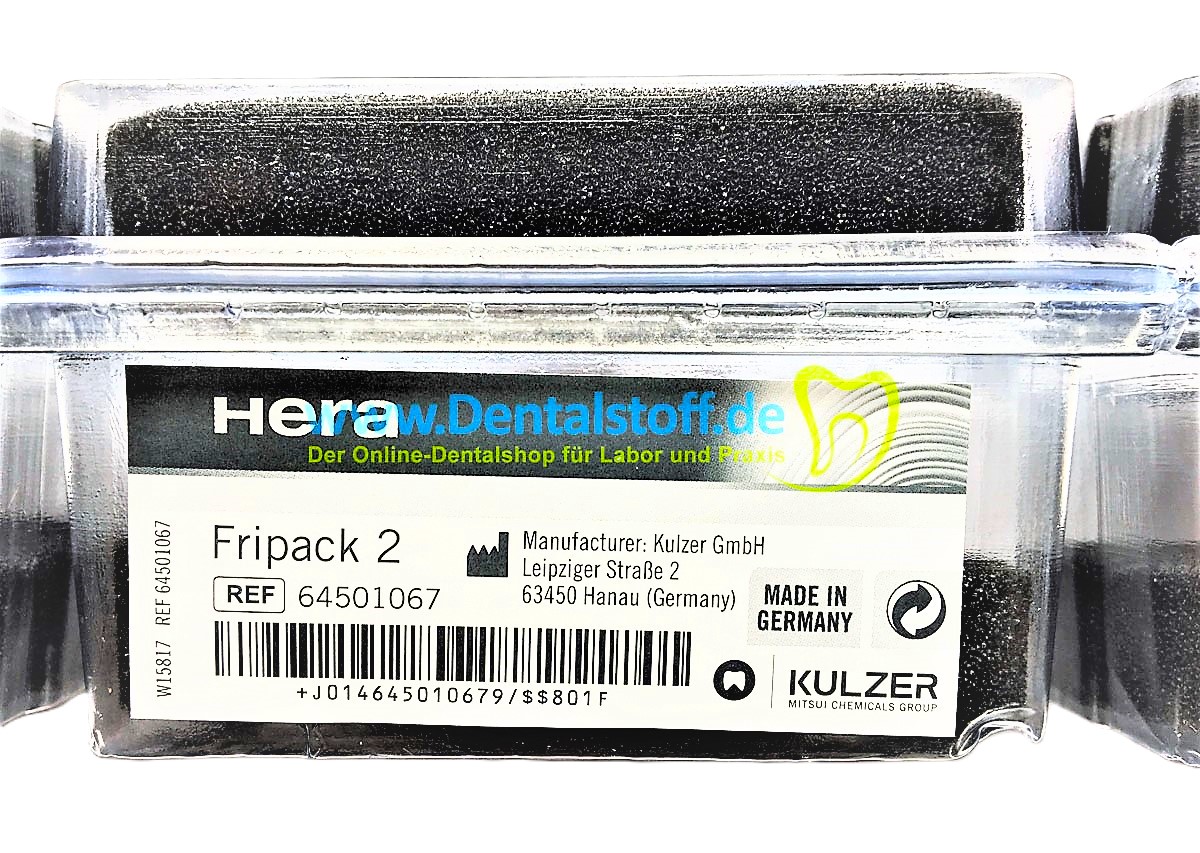 Hera
www.Dentalstoff.de
Der Online-Dentalshop für Labor und Praxis
W15817 REF 64501067
Fripack 2
REF 64501067
Manufacturer: Kulzer GmbH
Leipziger Straße 2
63450 Hanau (Germany)
MADE IN
GERMANY
+J014645010679/$$801F
KULZER
MITSUI CHEMICALS GROUP